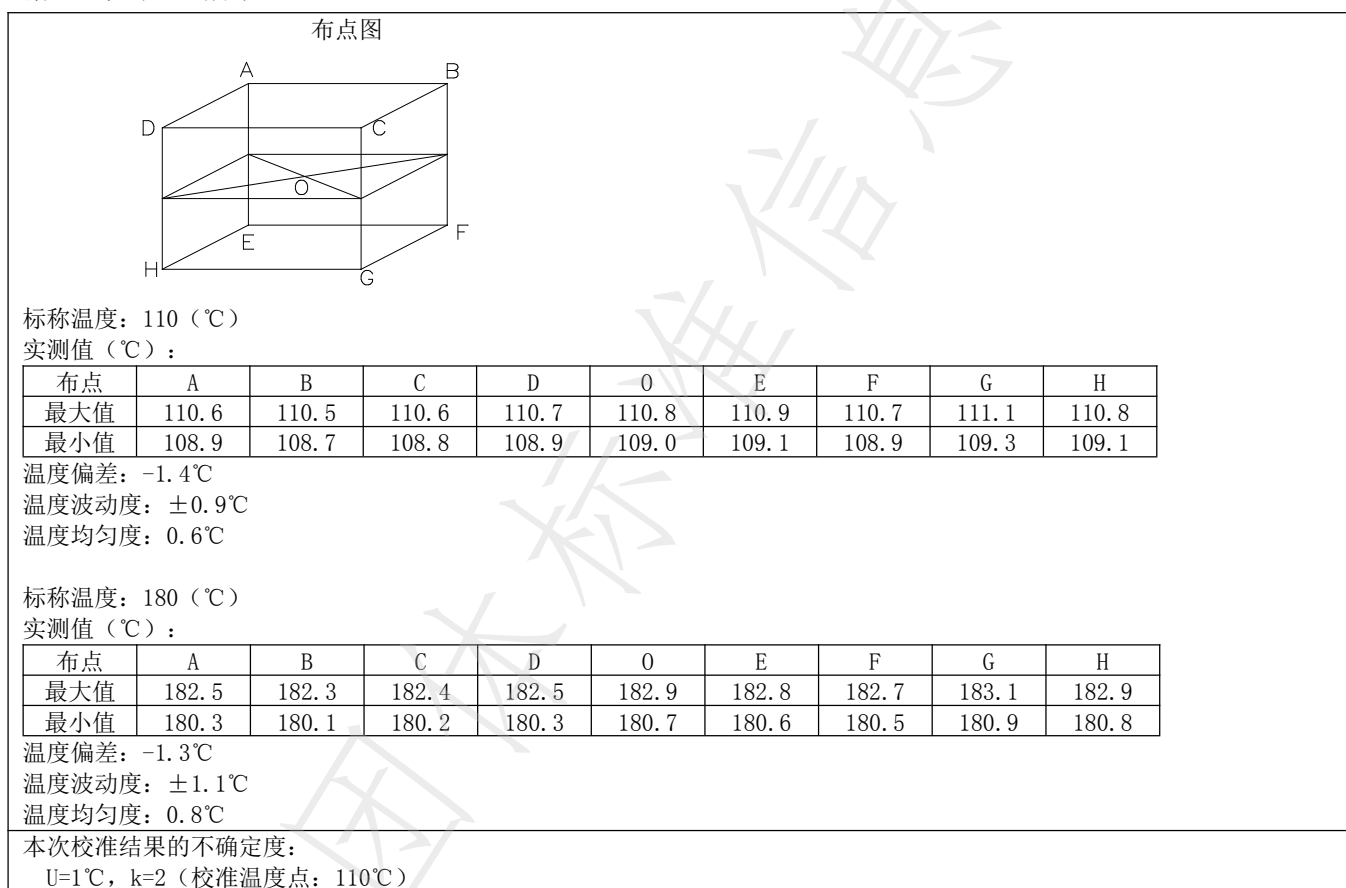 布点图
A B
D C
O
E F
H G
标称温度：110（℃）
实测值（℃）：
布点 A B C D O E F G H
最大值 110.6 110.5 110.6 110.7 110.8 110.9 110.7 111.1 110.8
最小值 108.9 108.7 108.8 108.9 109.0 109.1 108.9 109.3 109.1
温度偏差：-1.4℃
温度波动度：±0.9℃
温度均匀度：0.6℃
标称温度：180（℃）
实测值（℃）：
布点 A B C D O E F G H
最大值 182.5 182.3 182.4 182.5 182.9 182.8 182.7 183.1 182.9
最小值 180.3 180.1 180.2 180.3 180.7 180.6 180.5 180.9 180.8
温度偏差：-1.3℃
温度波动度：±1.1℃
温度均匀度：0.8℃
本次校准结果的不确定度：
U=1℃，k=2（校准温度点：110℃）
团体标准信息